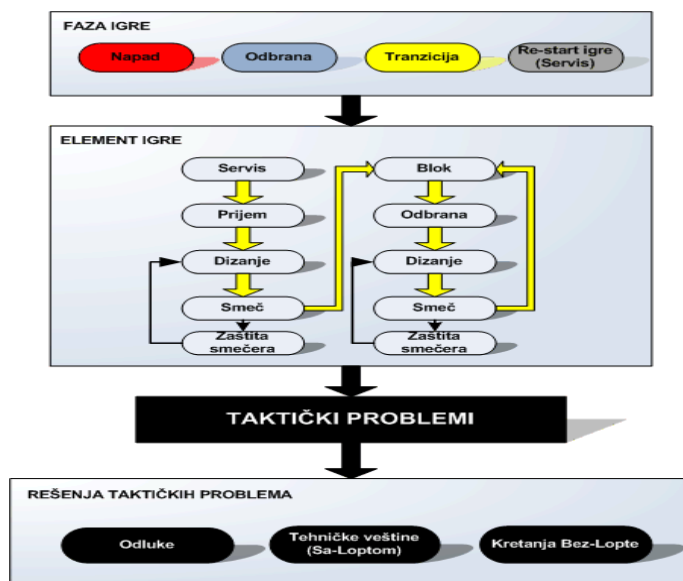 FAZA IGRE
Napad
Odbrana
Tranzicija
Re-start igre
(Servis)
ELEMENT IGRE
Servis
Prijem
Dizanje
Smeč
Zaštita
smečera
Blok
Odbrana
Dizanje
Smeč
Zaštita
smečera
TAKTIČKI PROBLEMI
REŠENJA TAKTIČKIH PROBLEMA
Odluke
Tehničke veštine
(Sa-Loptom)
Kretanja Bez-Lopte